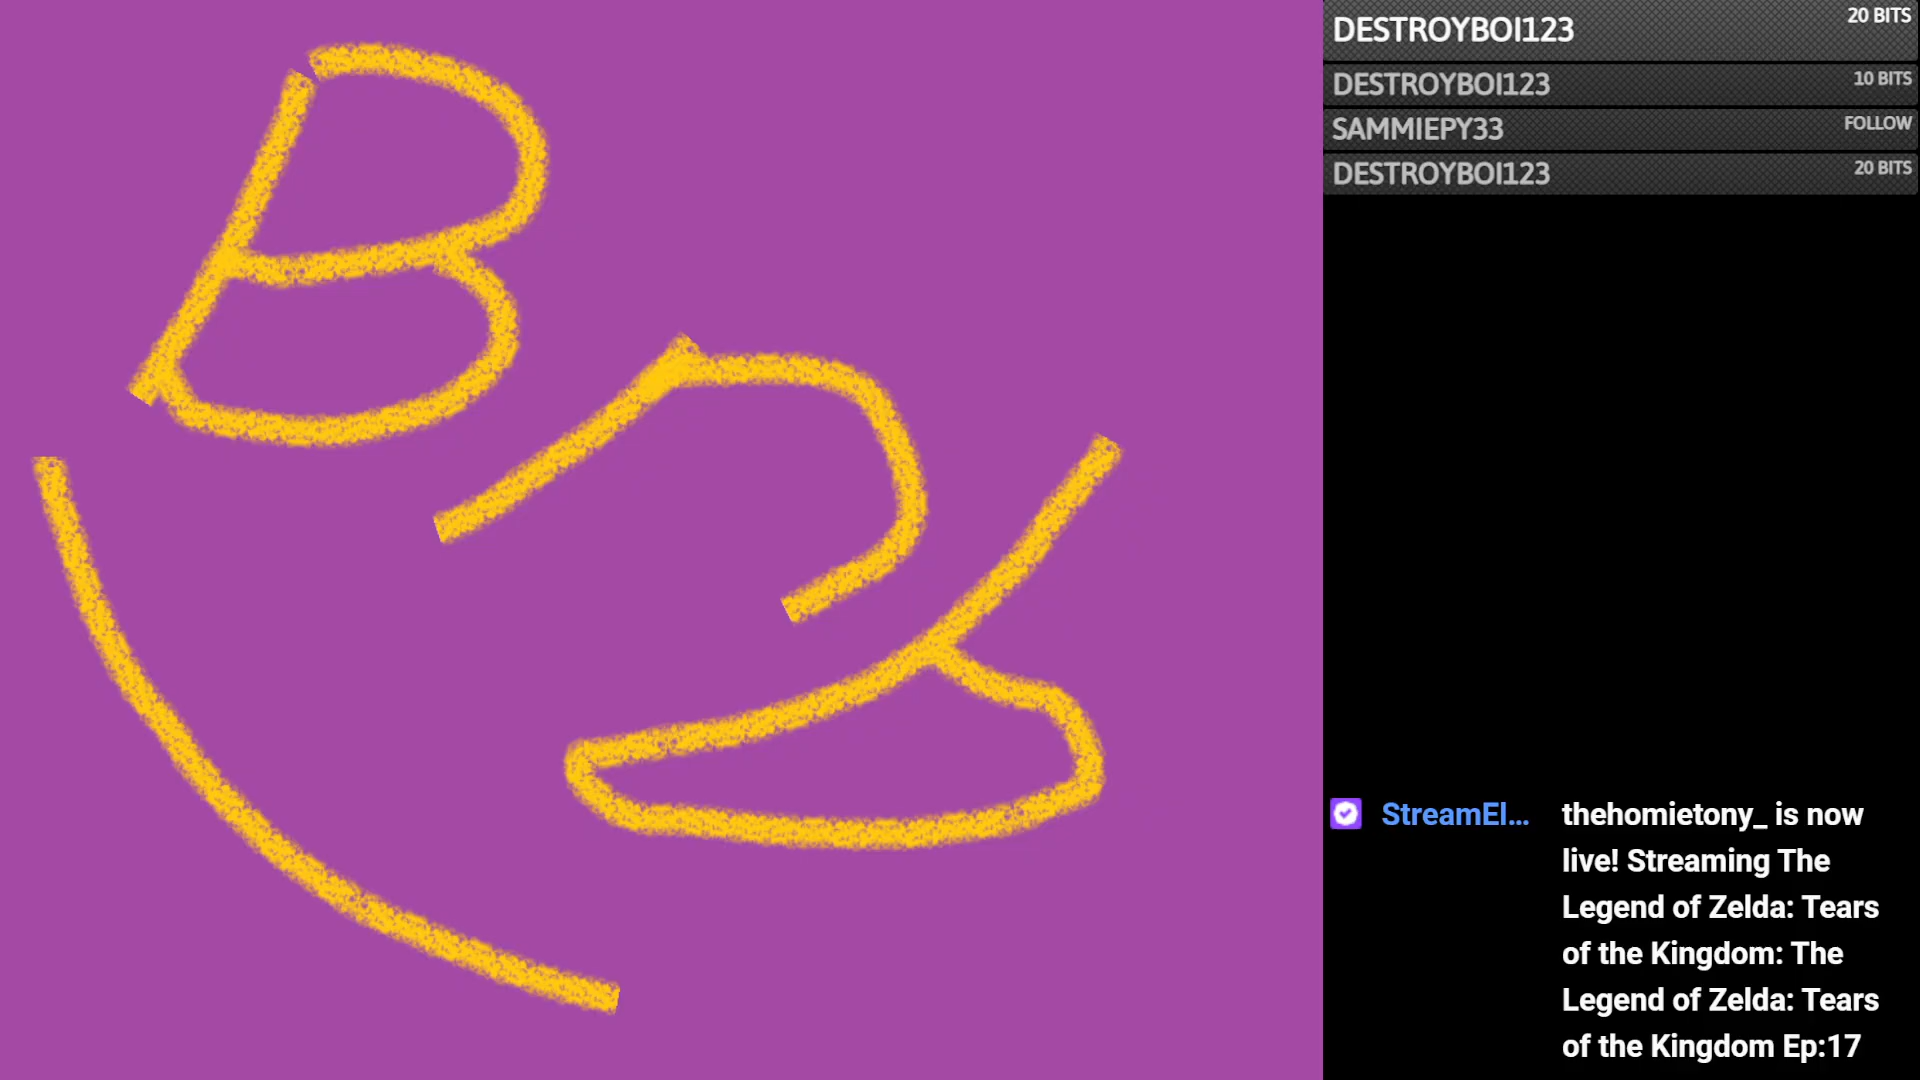 Brb
DESTROYBOI123 20 BITS
DESTROYBOI123 10 BITS
SAMMIEPY33 FOLLOW
DESTROYBOI123 20 BITS
StreamEl... thehomietony_ is now
live! Streaming The
Legend of Zelda: Tears
of the Kingdom: The
Legend of Zelda: Tears
of the Kingdom Ep:17